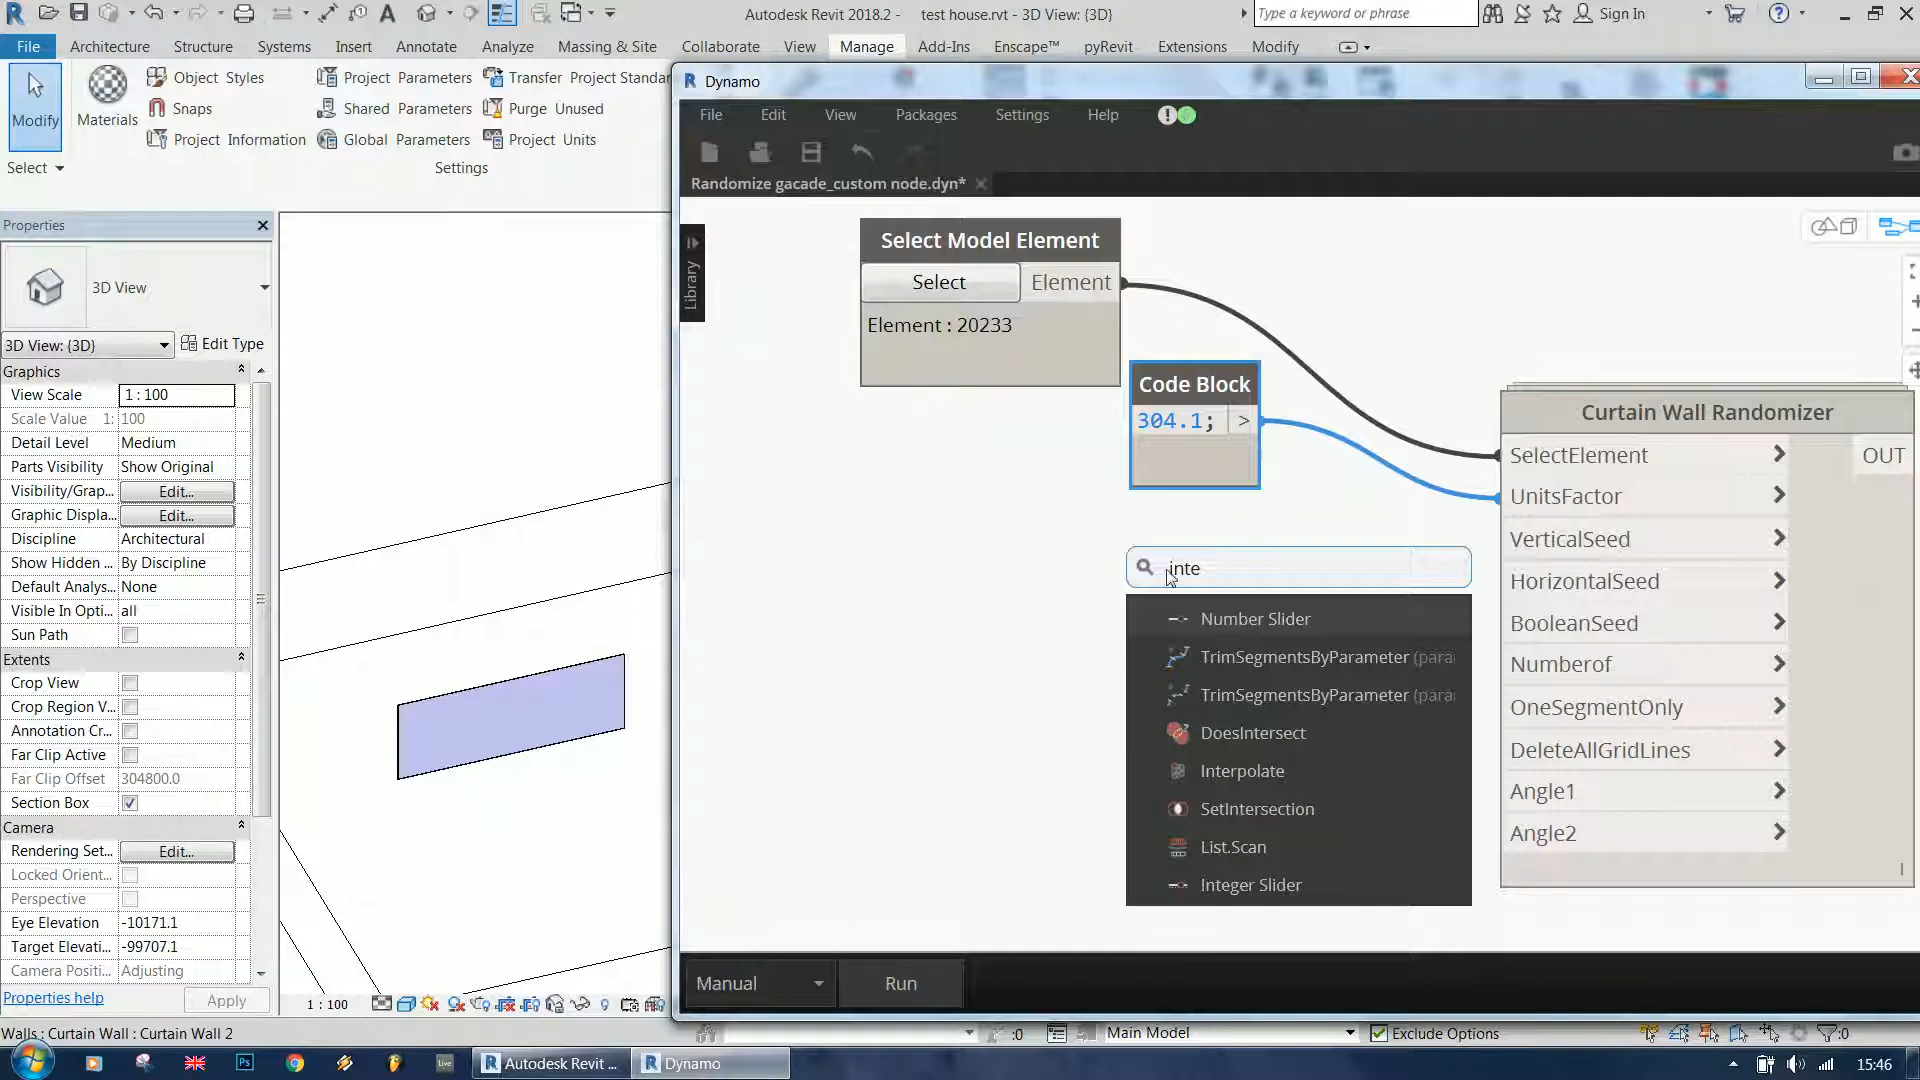 Autodesk Revit 2018.2 - test house.rvt - 3D View: {3D}
Type a keyword or phrase
Sign In
File Architecture Structure Systems Insert Annotate Analyze Massing & Site Collaborate View Manage Add-Ins Enscape™ pyRevit Extensions Modify
Modify
Materials
Object Styles
Snaps
Project Information
Project Parameters
Shared Parameters
Global Parameters
Transfer Project Standar
Purge Unused
Project Units
Select
Settings
Properties
3D View
3D View: {3D}
Edit Type
Graphics
View Scale 1 : 100
Scale Value 1: 100
Detail Level Medium
Parts Visibility Show Original
Visibility/Grap... Edit...
Graphic Displa... Edit...
Discipline Architectural
Show Hidden ... By Discipline
Default Analys... None
Visible In Opti... all
Sun Path
Extents
Crop View
Crop Region V...
Annotation Cr...
Far Clip Active
Far Clip Offset 304800.0
Section Box
Camera
Rendering Set... Edit...
Locked Orient...
Perspective
Eye Elevation -10171.1
Target Elevati... -99707.1
Camera Positi... Adjusting
Properties help
Apply
1 : 100
Dynamo
File Edit View Packages Settings Help
Randomize gacade_custom node.dyn*
Library
Select Model Element
Select
Element
Element : 20233
Code Block
304.1; >
inte
Number Slider
TrimSegmentsByParameter (para
TrimSegmentsByParameter (para
DoesIntersect
Interpolate
SetIntersection
List.Scan
Integer Slider
Curtain Wall Randomizer
SelectElement
OUT
UnitsFactor
VerticalSeed
HorizontalSeed
BooleanSeed
Numberof
OneSegmentOnly
DeleteAllGridLines
Angle1
Angle2
Manual
Run
Walls : Curtain Wall : Curtain Wall 2
:0
Main Model
Exclude Options
:0
Ps
Live
Autodesk Revit ...
Dynamo
15:46